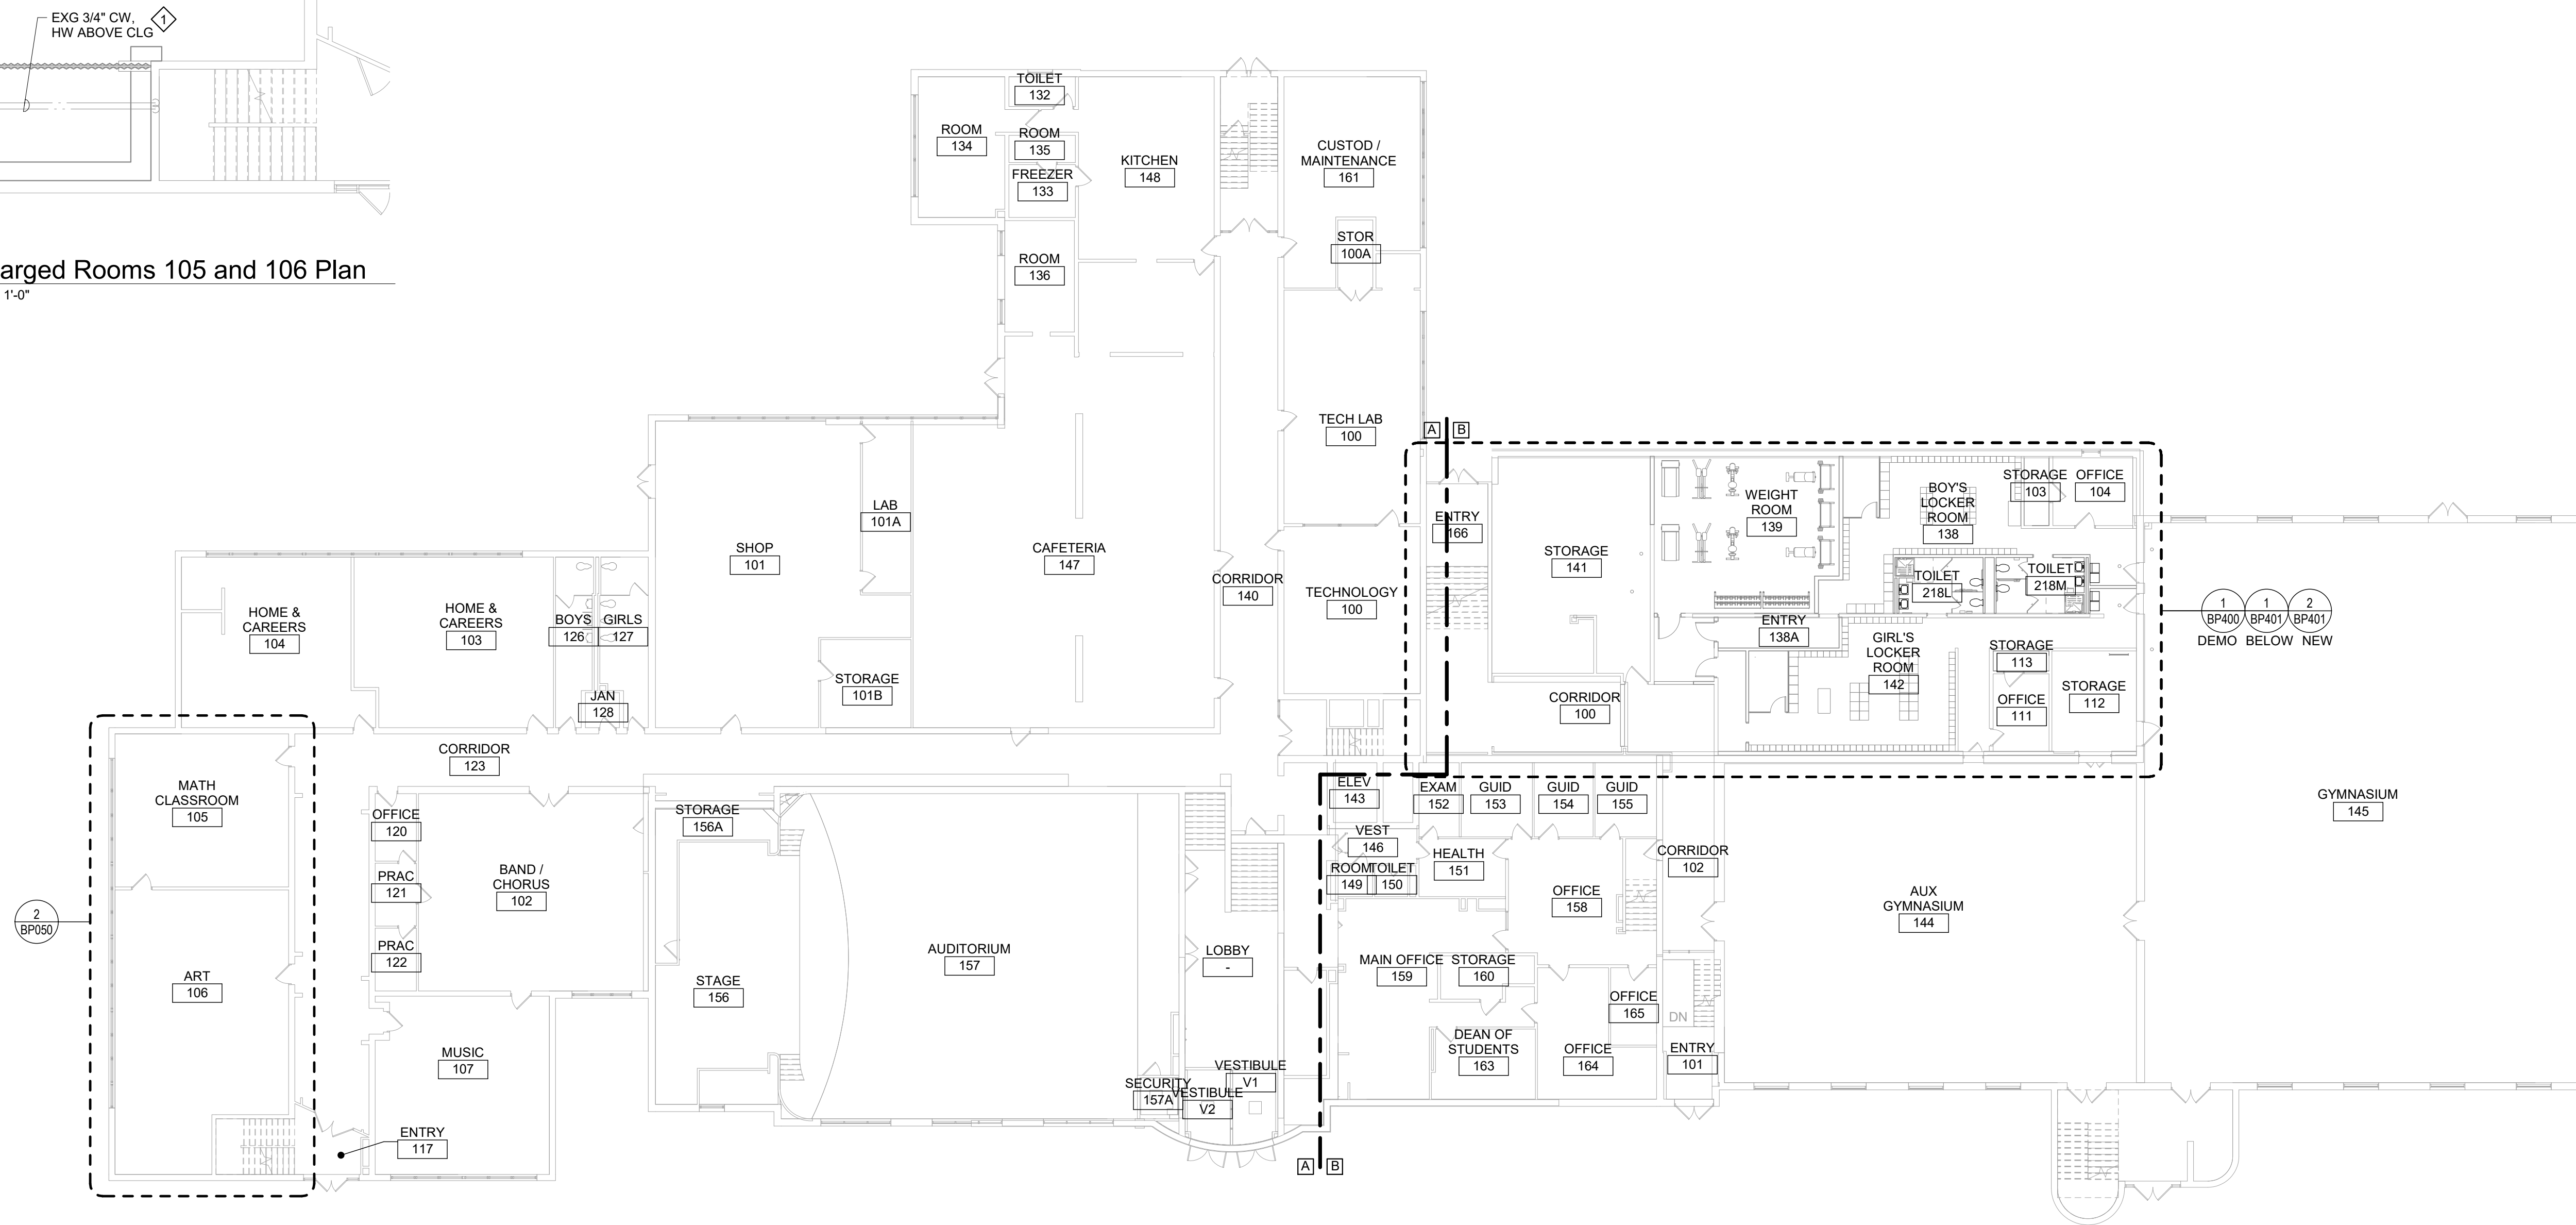 EXG 3/4" CW,
HW ABOVE CLG
1
arged Rooms 105 and 106 Plan
1'-0"
TOILET
132
ROOM
134
ROOM
135
FREEZER
133
KITCHEN
148
CUSTOD /
MAINTENANCE
161
STOR
100A
ROOM
136
TECH LAB
100
A
B
LAB
101A
SHOP
101
CAFETERIA
147
CORRIDOR
140
TECHNOLOGY
100
ENTRY
166
STORAGE
141
WEIGHT
ROOM
139
BOY'S
LOCKER
ROOM
138
STORAGE
103
OFFICE
104
TOILET
218L
TOILET
218M
ENTRY
138A
GIRL'S
LOCKER
ROOM
142
STORAGE
113
OFFICE
111
STORAGE
112
CORRIDOR
100
1
BP400
1
BP401
2
BP401
DEMO
BELOW
NEW
HOME &
CAREERS
104
HOME &
CAREERS
103
BOYS
126
GIRLS
127
JAN
128
STORAGE
101B
CORRIDOR
123
MATH
CLASSROOM
105
OFFICE
120
PRAC
121
PRAC
122
BAND /
CHORUS
102
STORAGE
156A
ELEV
143
EXAM
152
GUID
153
GUID
154
GUID
155
VEST
146
ROOM
149
TOILET
150
HEALTH
151
OFFICE
158
CORRIDOR
102
AUX
GYMNASIUM
144
GYMNASIUM
145
2
BP050
ART
106
STAGE
156
AUDITORIUM
157
LOBBY
-
MAIN OFFICE
159
STORAGE
160
OFFICE
165
DN
MUSIC
107
DEAN OF
STUDENTS
163
OFFICE
164
ENTRY
101
SECURITY
157A
VESTIBULE
V1
VESTIBULE
V2
ENTRY
117
A
B